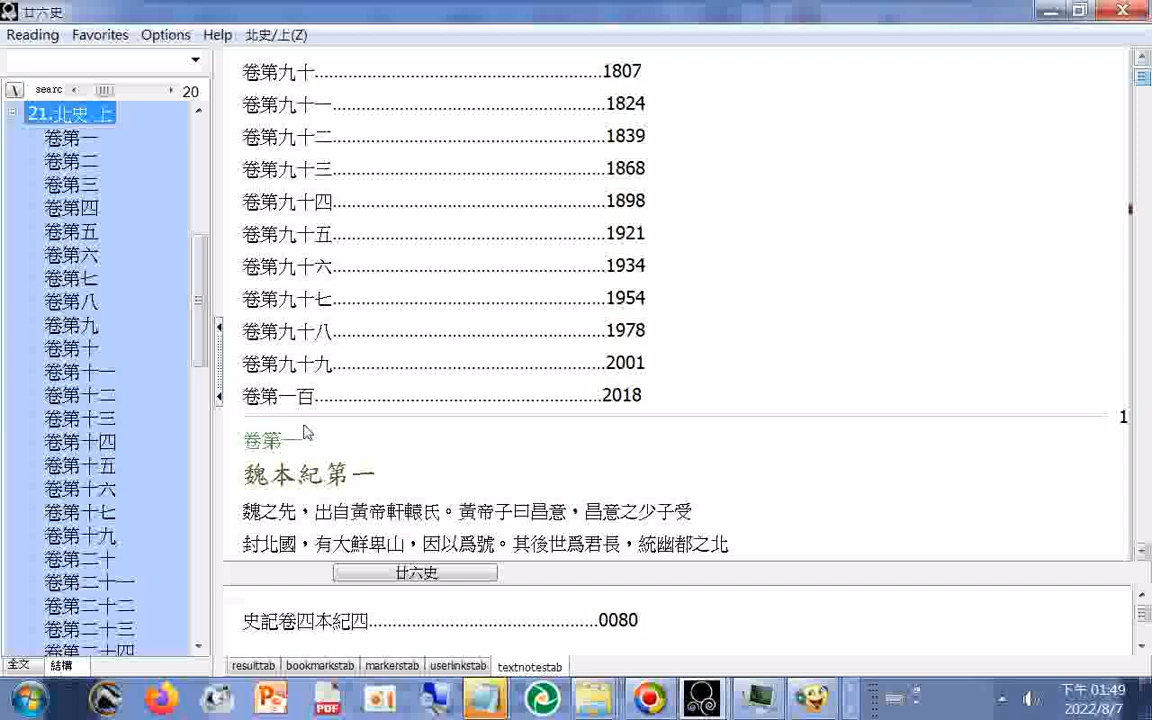 廿六史
Reading Favorites Options Help 北史/上(Z)
searc 20
21.北史 上
卷第一
卷第二
卷第三
卷第四
卷第五
卷第六
卷第七
卷第八
卷第九
卷第十
卷第十一
卷第十二
卷第十三
卷第十四
卷第十五
卷第十六
卷第十七
卷第十九
卷第二十
卷第二十一
卷第二十二
卷第二十三
卷第二十四
全文 結構
卷第九十................................................1807
卷第九十一............................................1824
卷第九十二............................................1839
卷第九十三............................................1868
卷第九十四............................................1898
卷第九十五............................................1921
卷第九十六............................................1934
卷第九十七............................................1954
卷第九十八............................................1978
卷第九十九............................................2001
卷第一百................................................2018
1
卷第一
魏本紀第一
魏之先，出自黃帝軒轅氏。黃帝子曰昌意，昌意之少子受
封北國，有大鮮卑山，因以爲號。其後世爲君長，統幽都之北
廿六史
史記卷四本紀四......................................0080
resulttab bookmarkstab markerstab userlinkstab textnotestab
PDF
下午 01:49
2022/8/7